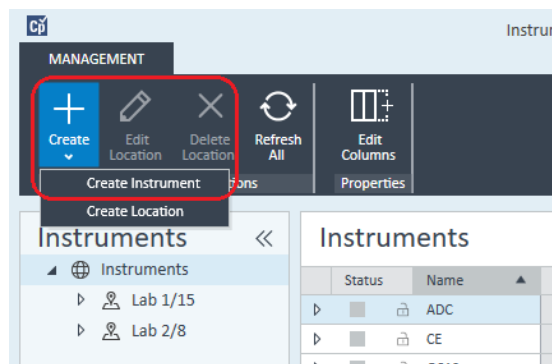 Cp
Instru
MANAGEMENT
Create
Edit Location
Delete Location
Refresh All
Edit Columns
Create Instrument
ons
Properties
Create Location
Instruments
Instruments
Lab 1/15
Lab 2/8
Instruments
Status
Name
ADC
CE